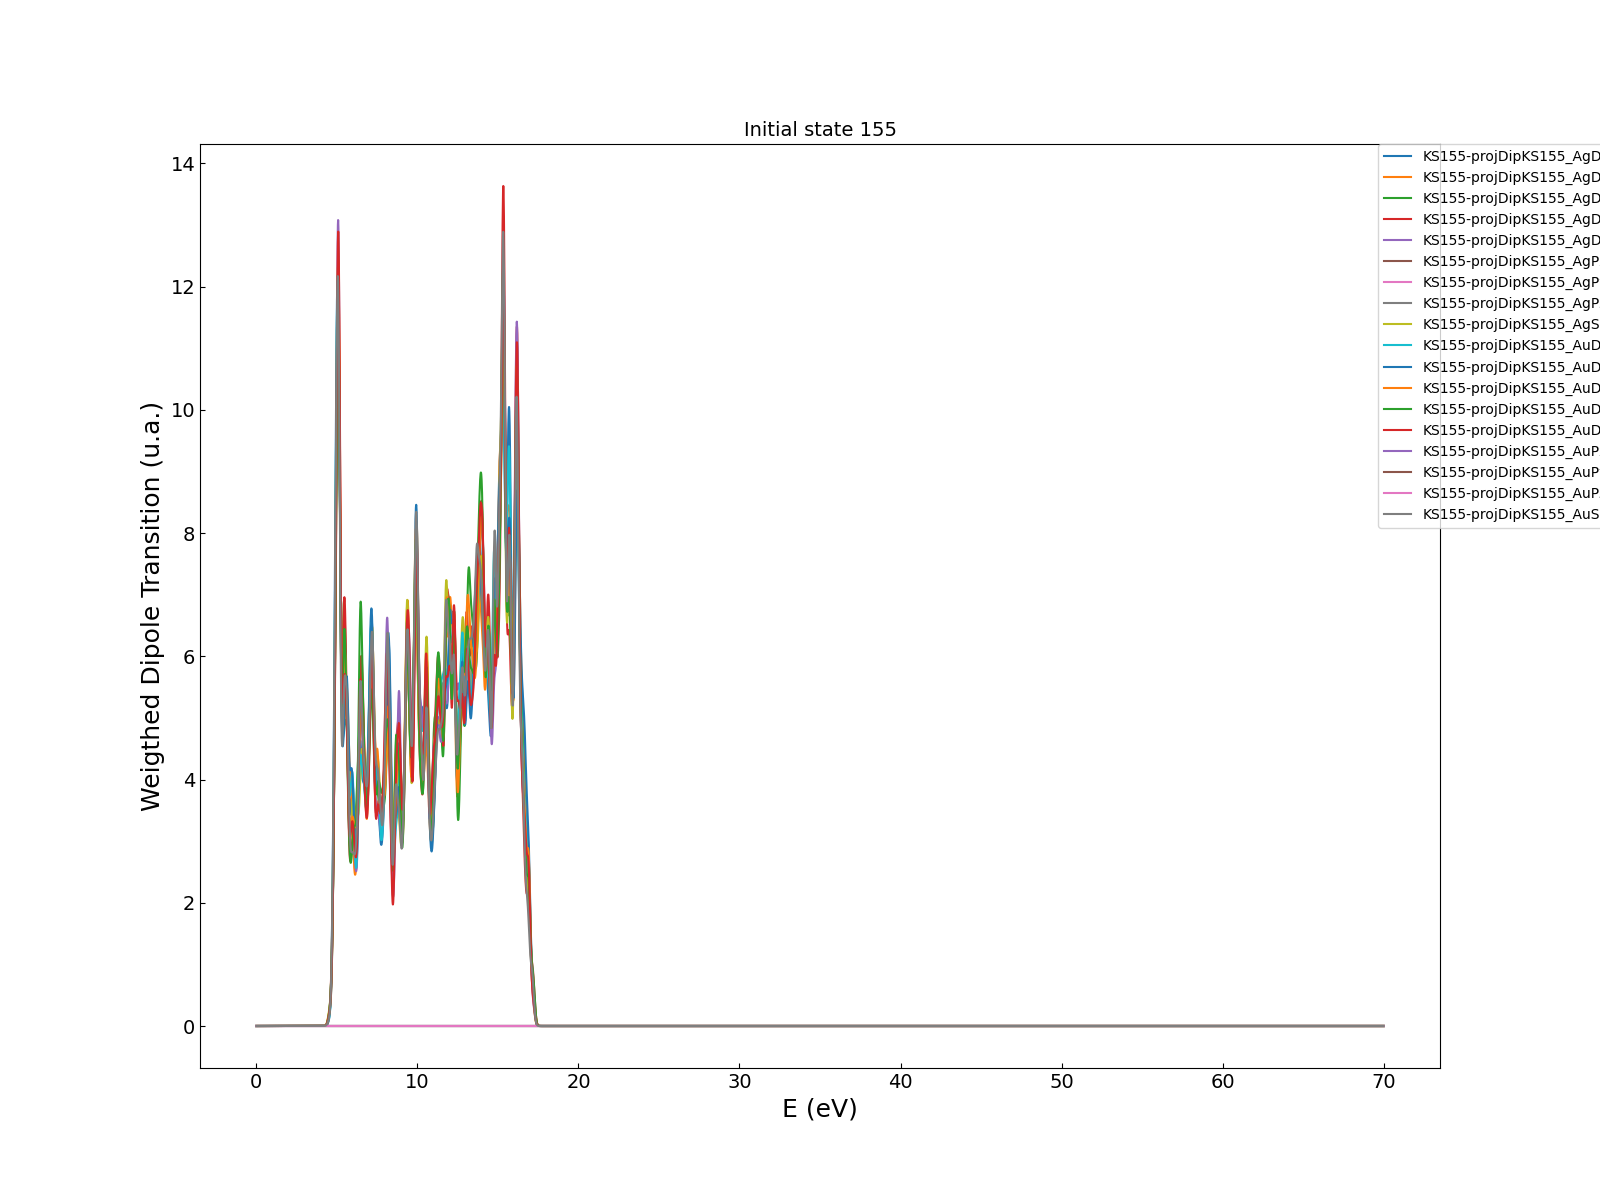 Initial state 155
14
12
10
8
6
4
2
0
Weigthed Dipole Transition (u.a.)
0 10 20 30 40 50 60 70
E (eV)
KS155-projDipKS155_AgD
KS155-projDipKS155_AgD
KS155-projDipKS155_AgD
KS155-projDipKS155_AgD
KS155-projDipKS155_AgD
KS155-projDipKS155_AgP
KS155-projDipKS155_AgP
KS155-projDipKS155_AgP
KS155-projDipKS155_AgS
KS155-projDipKS155_AuD
KS155-projDipKS155_AuD
KS155-projDipKS155_AuD
KS155-projDipKS155_AuD
KS155-projDipKS155_AuD
KS155-projDipKS155_AuP
KS155-projDipKS155_AuP
KS155-projDipKS155_AuP
KS155-projDipKS155_AuS